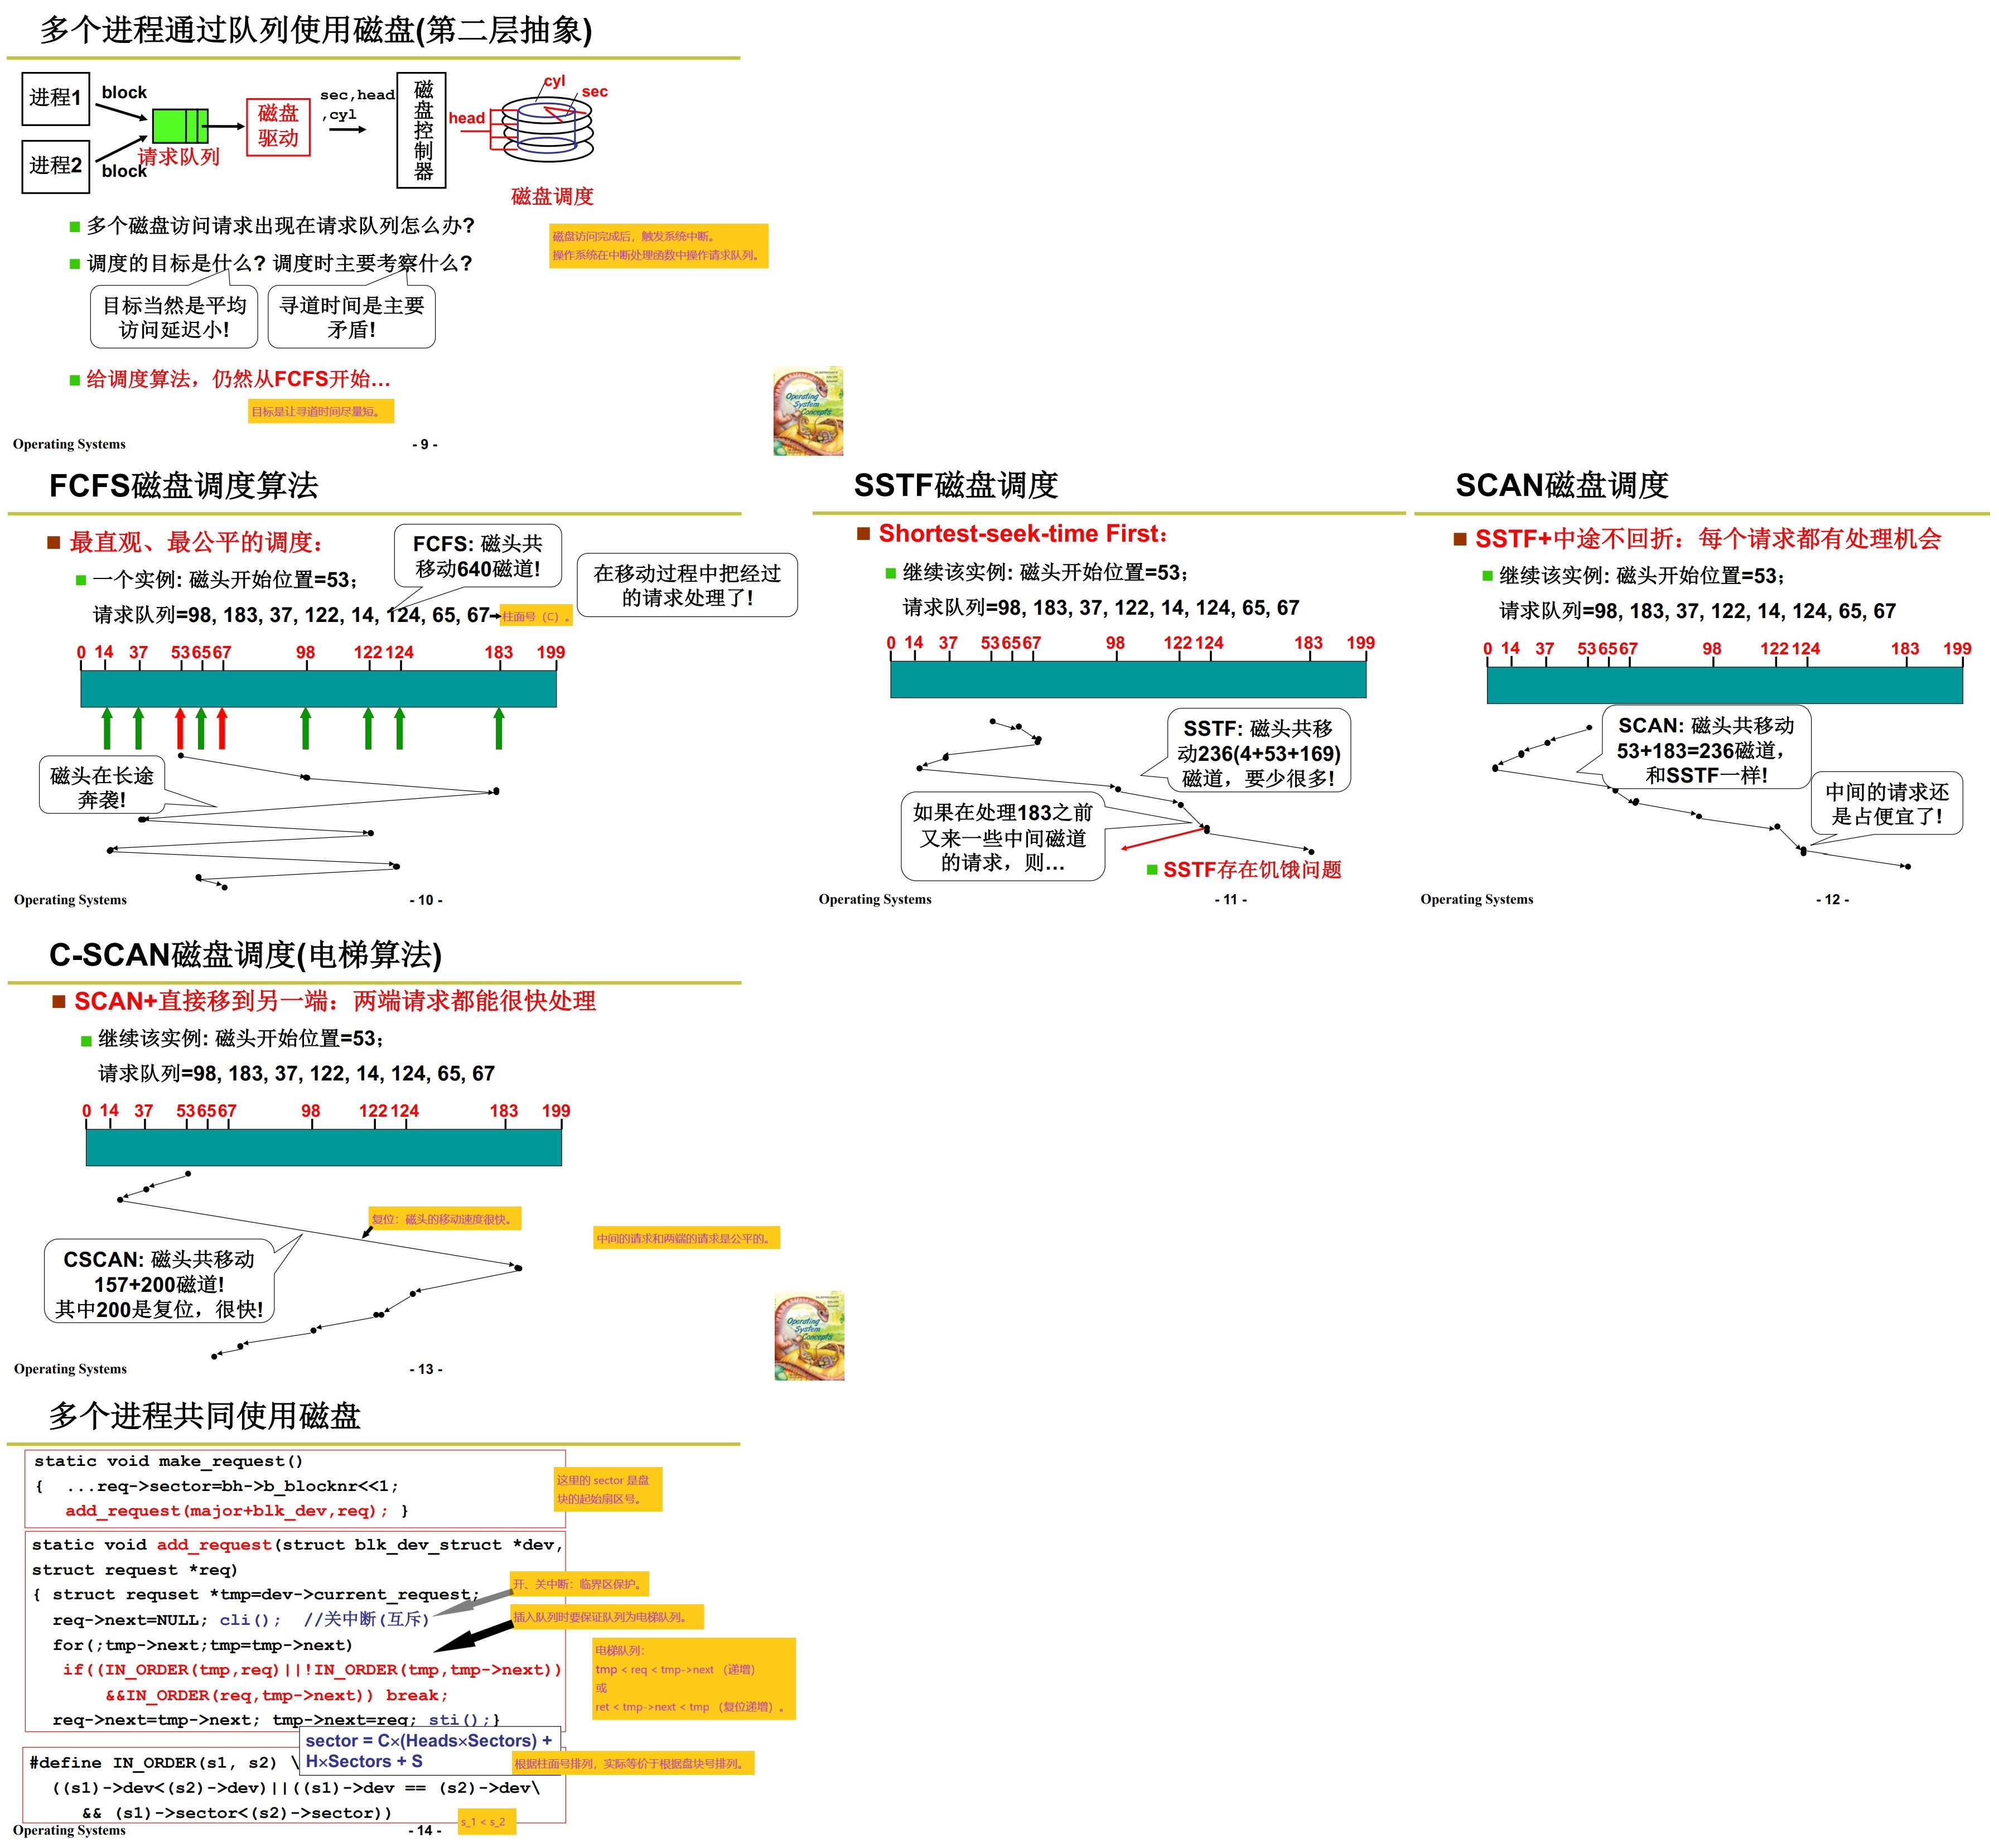 多个进程通过队列使用磁盘(第二层抽象)
进程1
block
进程2
block
请求队列
磁盘
驱动
sec,head
,cyl
磁盘控制器
head
cyl
sec
磁盘调度
多个磁盘访问请求出现在请求队列怎么办?
调度的目标是什么? 调度时主要考察什么?
磁盘访问完成后，触发系统中断。
操作系统在中断处理函数中操作请求队列。
目标当然是平均
访问延迟小!
寻道时间是主要
矛盾!
给调度算法，仍然从FCFS开始…
目标是让寻道时间尽量短。
Operating System Concepts
Operating Systems
- 9 -
FCFS磁盘调度算法
最直观、最公平的调度：
一个实例: 磁头开始位置=53；
请求队列=98, 183, 37, 122, 14, 124, 65, 67
柱面号（C）。
FCFS: 磁头共
移动640磁道!
在移动过程中把经过
的请求处理了!
0 14 37 53 65 67 98 122 124 183 199
磁头在长途
奔袭!
Operating Systems
- 10 -
SSTF磁盘调度
Shortest-seek-time First：
继续该实例: 磁头开始位置=53；
请求队列=98, 183, 37, 122, 14, 124, 65, 67
0 14 37 53 65 67 98 122 124 183 199
SSTF: 磁头共移
动236(4+53+169)
磁道，要少很多!
如果在处理183之前
又来一些中间磁道
的请求，则…
SSTF存在饥饿问题
Operating Systems
- 11 -
SCAN磁盘调度
SSTF+中途不回折：每个请求都有处理机会
继续该实例: 磁头开始位置=53；
请求队列=98, 183, 37, 122, 14, 124, 65, 67
0 14 37 53 65 67 98 122 124 183 199
SCAN: 磁头共移动
53+183=236磁道，
和SSTF一样!
中间的请求还
是占便宜了!
Operating Systems
- 12 -
C-SCAN磁盘调度(电梯算法)
SCAN+直接移到另一端：两端请求都能很快处理
继续该实例: 磁头开始位置=53；
请求队列=98, 183, 37, 122, 14, 124, 65, 67
0 14 37 53 65 67 98 122 124 183 199
复位：磁头的移动速度很快。
中间的请求和两端的请求是公平的。
CSCAN: 磁头共移动
157+200磁道!
其中200是复位，很快!
Operating System Concepts
Operating Systems
- 13 -
多个进程共同使用磁盘
static void make_request()
{ ...req->sector=bh->b_blocknr<<1;
add_request(major+blk_dev,req); }
这里的 sector 是盘
块的起始扇区号。
static void add_request(struct blk_dev_struct *dev,
struct request *req)
{ struct requset *tmp=dev->current_request;
req->next=NULL; cli(); //关中断(互斥)
for(;tmp->next;tmp=tmp->next)
if((IN_ORDER(tmp,req)||!IN_ORDER(tmp,tmp->next))
&&IN_ORDER(req,tmp->next)) break;
req->next=tmp->next; tmp->next=req; sti();}
开、关中断：临界区保护。
插入队列时要保证队列为电梯队列。
电梯队列：
tmp < req < tmp->next （递增）
或
ret < tmp->next < tmp （复位递增）。
sector = C×(Heads×Sectors) +
H×Sectors + S
根据柱面号排列，实际等价于根据盘块号排列。
#define IN_ORDER(s1, s2) \
((s1)->dev<(s2)->dev)||((s1)->dev == (s2)->dev\
&& (s1)->sector<(s2)->sector))
s_1 < s_2
Operating Systems
- 14 -